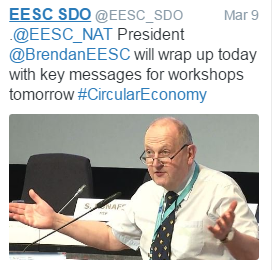 EESC SDO @EESC_SDO Mar 9
.@EESC_NAT President
@BrendanEESC will wrap up today
with key messages for workshops
tomorrow #CircularEconomy